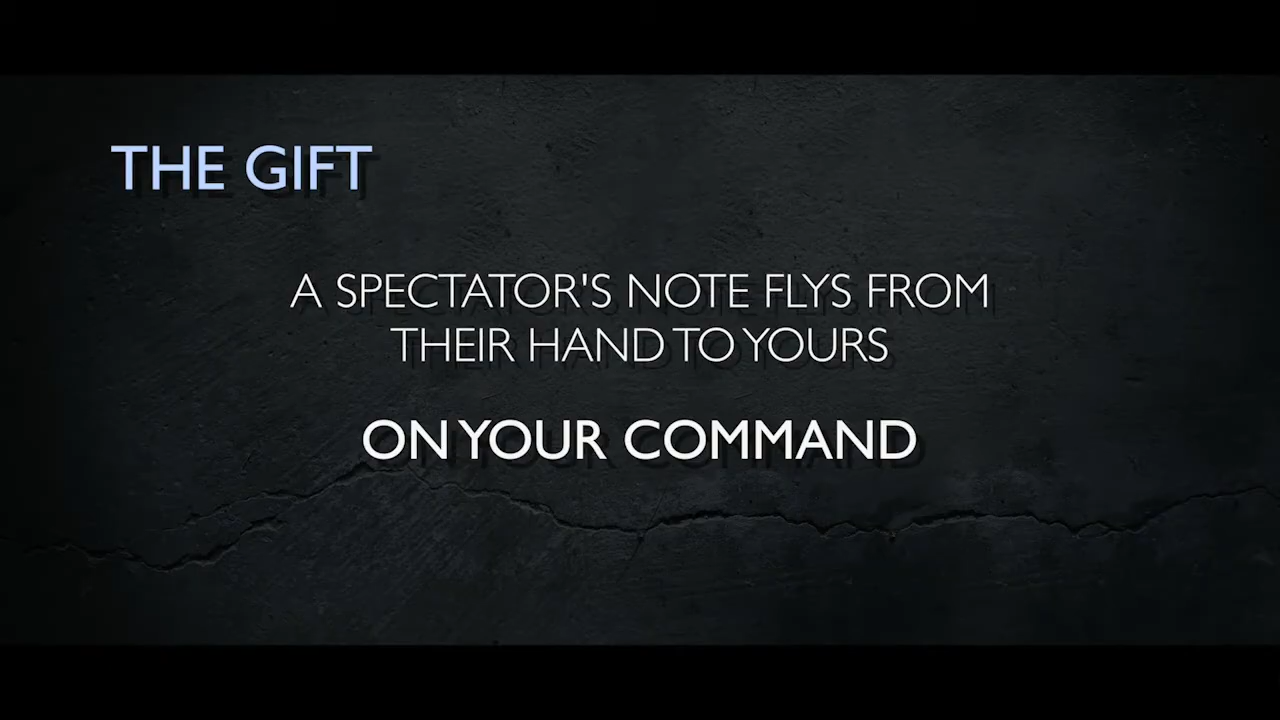 THE GIFT
A SPECTATOR'S NOTE FLYS FROM
THEIR HAND TO YOURS
ON YOUR COMMAND